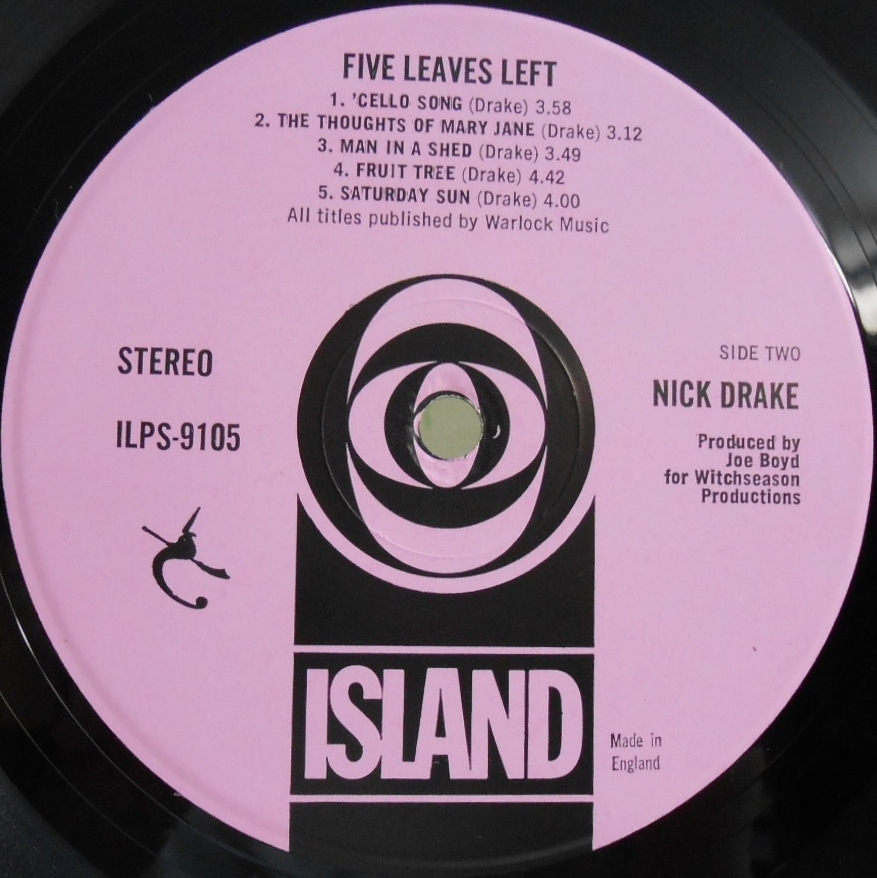 FIVE LEAVES LEFT
1. 'CELLO SONG (Drake) 3.58
2. THE THOUGHTS OF MARY JANE (Drake) 3.12
3. MAN IN A SHED (Drake) 3.49
4. FRUIT TREE (Drake) 4.42
5. SATURDAY SUN (Drake) 4.00
All titles published by Warlock Music
STEREO
ILPS-9105
SIDE TWO
NICK DRAKE
Produced by
Joe Boyd
for Witchseason
Productions
ISLAND
Made in
England